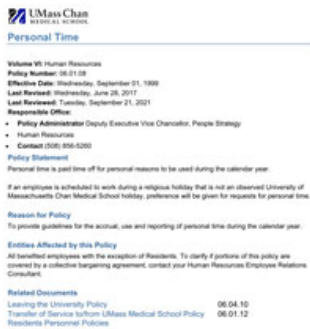 UMass Chan
MEDICAL SCHOOL
Personal Time
Volume VI: Human Resources
Policy Number: 06.01.08
Effective Date: Wednesday, September 01, 1999
Last Revised: Wednesday, June 28, 2017
Last Reviewed: Tuesday, September 21, 2021
Responsible Office:
• Policy Administrator Deputy Executive Vice Chancellor, People Strategy
• Human Resources
• Contact (508) 856-5260
Policy Statement
Personal time is paid time off for personal reasons to be used during the calendar year.
If an employee is scheduled to work during a religious holiday that is not an observed University of
Massachusetts Chan Medical School holiday, preference will be given for requests for personal time.
Reason for Policy
To provide guidelines for the accrual, use and reporting of personal time during the calendar year.
Entities Affected by this Policy
All benefited employees with the exception of Residents. To clarify if portions of this policy are
covered by a collective bargaining agreement, contact your Human Resources Employee Relations
Consultant.
Related Documents
Leaving the University Policy 06.04.10
Transfer of Service to/from UMass Medical School Policy 06.01.12
Residents Personnel Policies